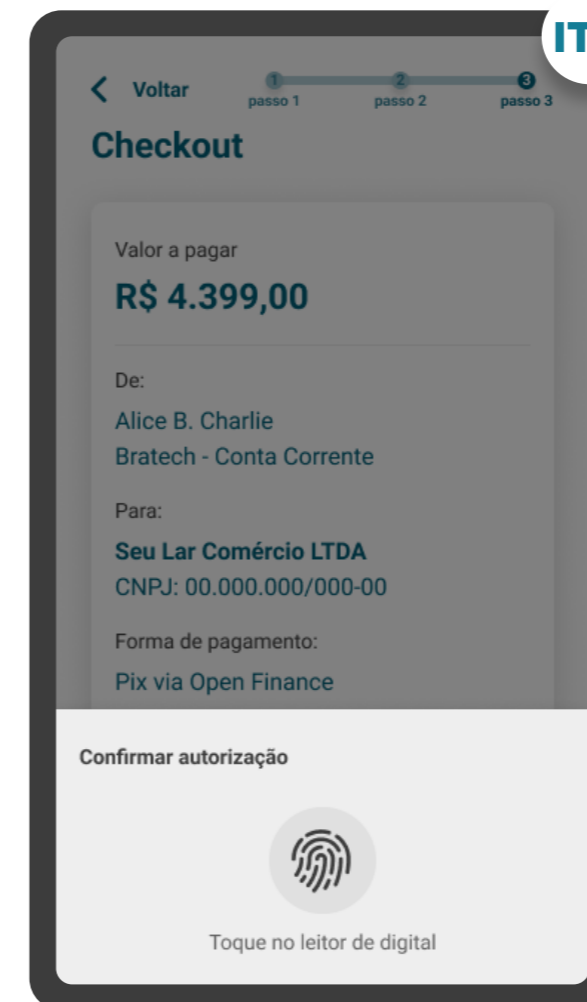 IT
Voltar
1 2 3
passo 1 passo 2 passo 3
Checkout
Valor a pagar
R$ 4.399,00
De:
Alice B. Charlie
Bratech - Conta Corrente
Para:
Seu Lar Comércio LTDA
CNPJ: 00.000.000/000-00
Forma de pagamento:
Pix via Open Finance
Confirmar autorização
Toque no leitor de digital